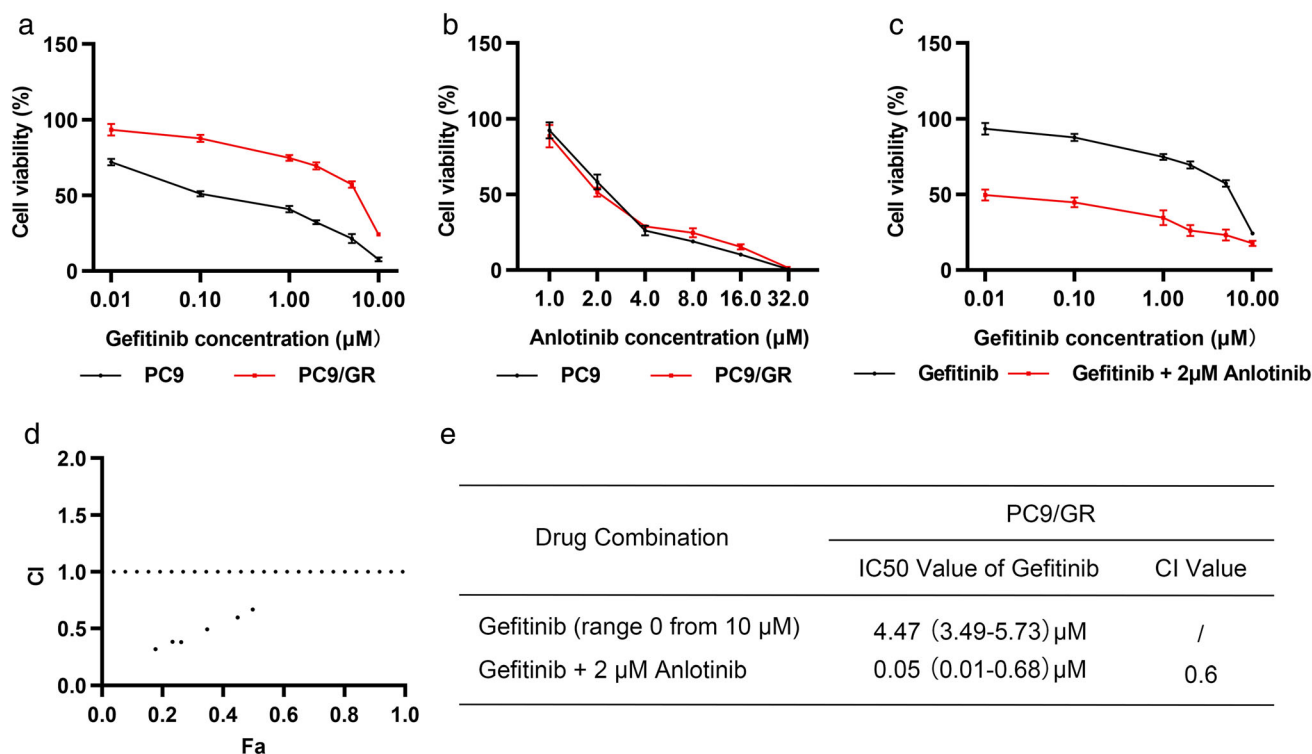 a
150
100
50
0
Cell viability (%)
0.01 0.10 1.00 10.00
Gefitinib concentration (μM)
PC9 PC9/GR
b
150
100
50
0
Cell viability (%)
1.0 2.0 4.0 8.0 16.0 32.0
Anlotinib concentration (μM)
PC9 PC9/GR
c
150
100
50
0
Cell viability (%)
0.01 0.10 1.00 10.00
Gefitinib concentration (μM)
Gefitinib Gefitinib + 2μM Anlotinib
d
2.0
1.5
1.0
0.5
0.0
CI
0.0 0.2 0.4 0.6 0.8 1.0
Fa
e
Drug Combination PC9/GR
IC50 Value of Gefitinib CI Value
Gefitinib (range 0 from 10 μM) 4.47 (3.49-5.73)μM /
Gefitinib + 2 μM Anlotinib 0.05 (0.01-0.68)μM 0.6